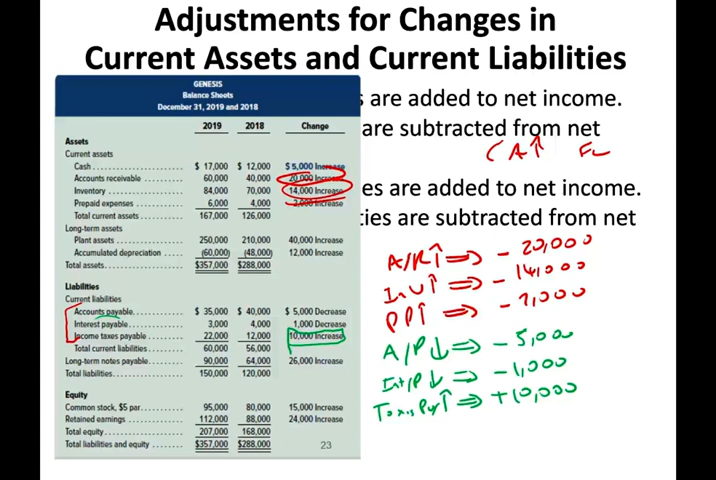 Adjustments for Changes in
Current Assets and Current Liabilities
s are added to net income.
are subtracted from net
CA↑
es are added to net income.
ties are subtracted from net
GENESIS
Balance Sheets
December 31, 2019 and 2018
2019 2018 Change
Assets
Current assets
Cash $ 17,000 $ 12,000 $ 5,000 Increase
Accounts receivable 60,000 40,000 20,000 Increase
Inventory 84,000 70,000 14,000 Increase
Prepaid expenses 6,000 4,000 2,000 Increase
Total current assets 167,000 126,000
Long-term assets
Plant assets 250,000 210,000 40,000 Increase
Accumulated depreciation (60,000) (48,000) 12,000 Increase
Total assets $357,000 $288,000
Liabilities
Current liabilities
Accounts payable $ 35,000 $ 40,000 $ 5,000 Decrease
Interest payable 3,000 4,000 1,000 Decrease
Income taxes payable 22,000 12,000 10,000 Increase
Total current liabilities 60,000 56,000
Long-term notes payable 90,000 64,000 26,000 Increase
Total liabilities 150,000 120,000
Equity
Common stock, $5 par 95,000 80,000 15,000 Increase
Retained earnings 112,000 88,000 24,000 Increase
Total equity 207,000 168,000
Total liabilities and equity $357,000 $288,000
23
A/R↑ ⇒ - 20,000
Inv↑ ⇒ - 14,000
PP↑ ⇒ - 2,000
A/P↓ ⇒ - 5,000
Int/P↓ ⇒ - 1,000
Taxes Pay↑ ⇒ +10,000